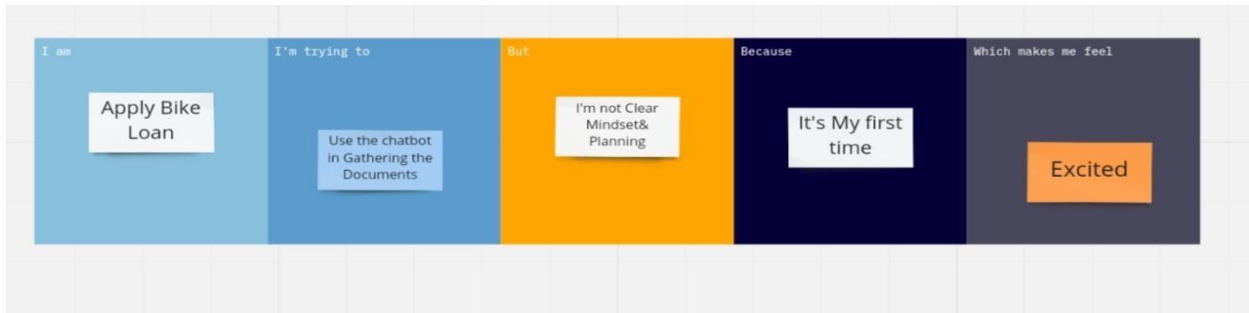 I am
Apply Bike
Loan
I'm trying to
Use the chatbot
in Gathering the
Documents
But
I'm not Clear
Mindset&
Planning
Because
It's My first
time
Which makes me feel
Excited